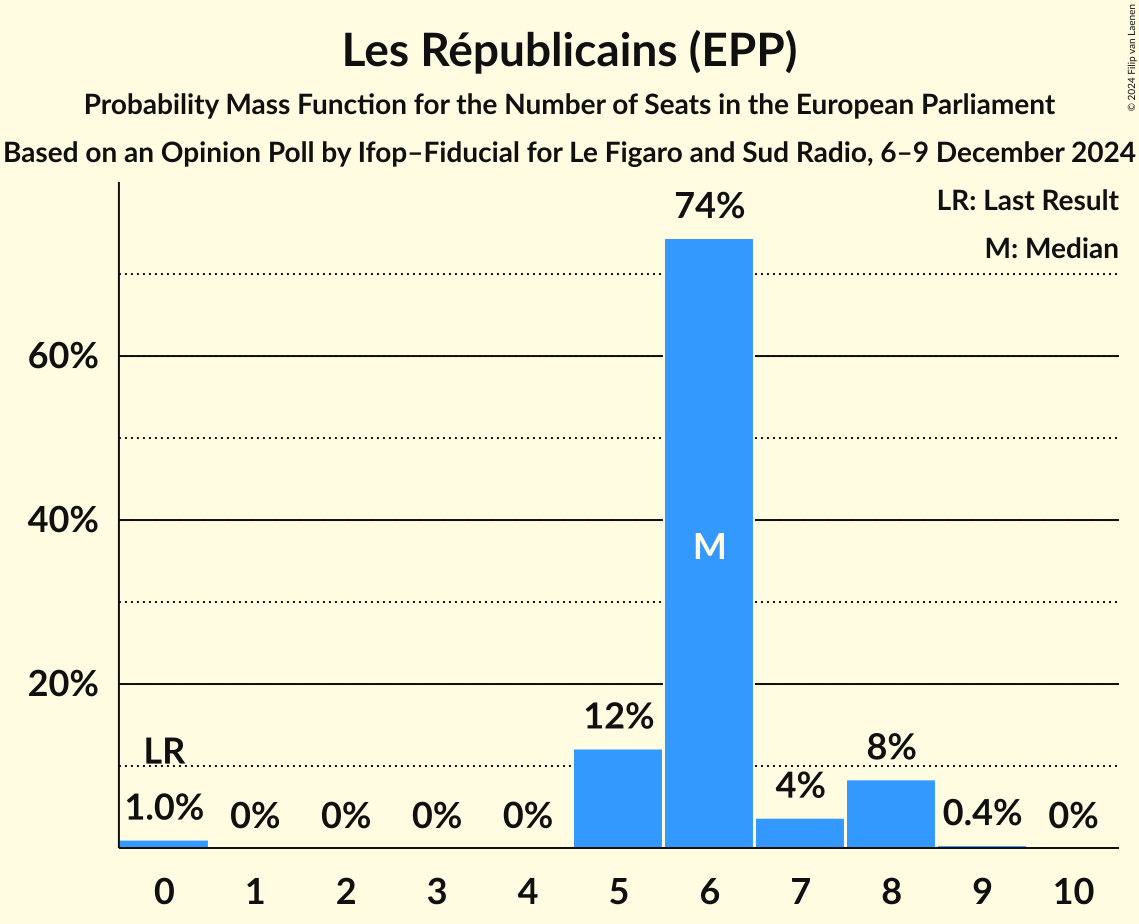 Les Républicains (EPP)
Probability Mass Function for the Number of Seats in the European Parliament
Based on an Opinion Poll by Ifop–Fiducial for Le Figaro and Sud Radio, 6–9 December 2024
© 2024 Filip van Laenen
LR: Last Result
M: Median
60%
40%
20%
LR
1.0%
0%
0%
0%
0%
12%
74%
M
4%
8%
0.4%
0%
0 1 2 3 4 5 6 7 8 9 10